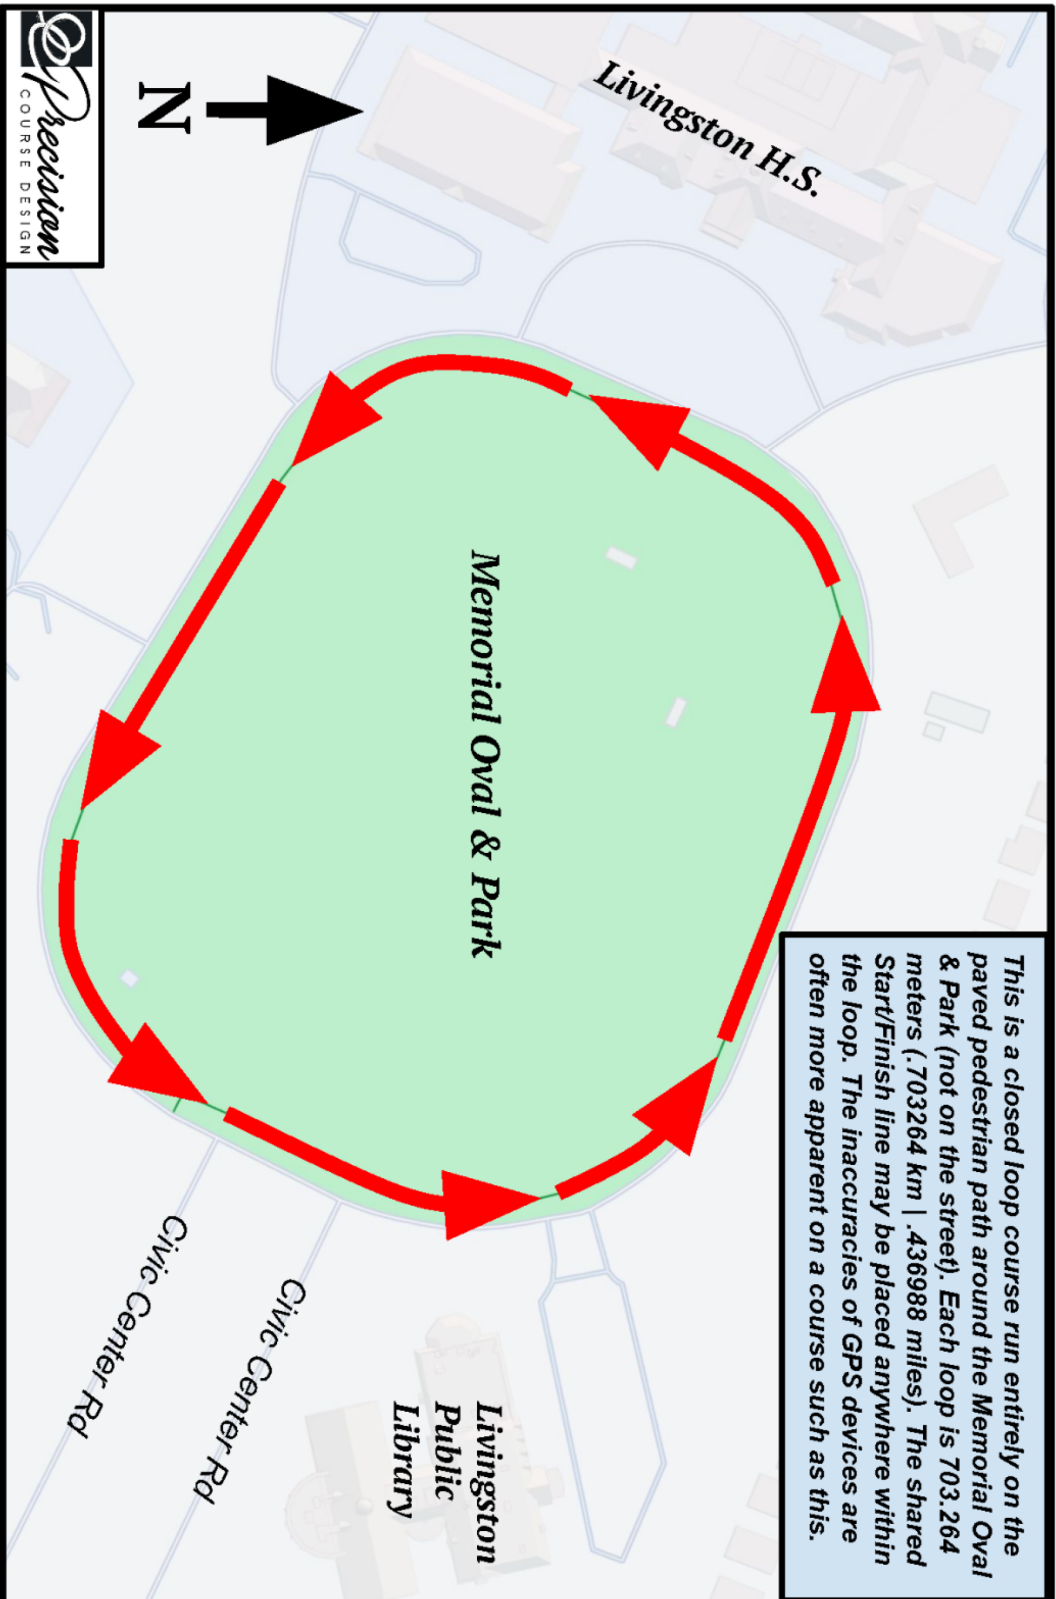 This is a closed loop course run entirely on the
paved pedestrian path around the Memorial Oval
& Park (not on the street). Each loop is 703.264
meters (.703264 km | .436988 miles). The shared
Start/Finish line may be placed anywhere within
the loop. The inaccuracies of GPS devices are
often more apparent on a course such as this.
Livingston H.S.
Memorial Oval & Park
Livingston
Public
Library
Civic Center Rd
Civic Center Rd
N
Precision
COURSE DESIGN